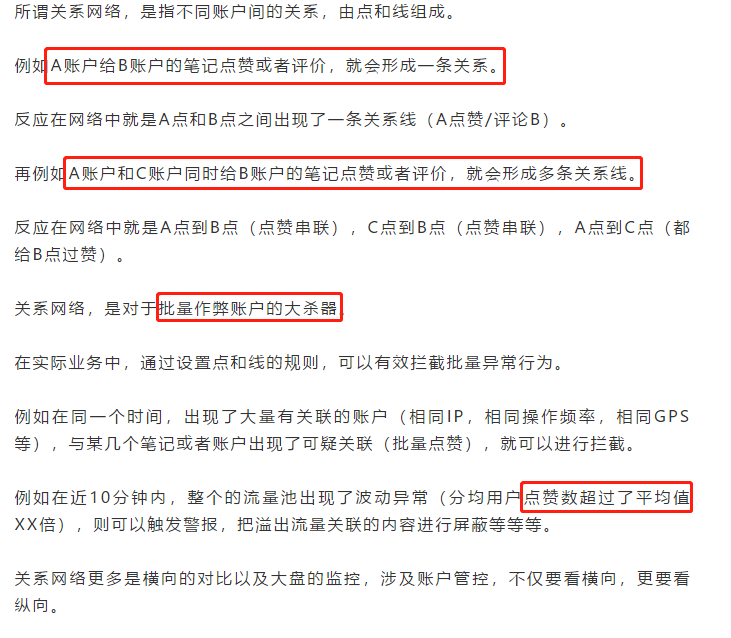 所谓关系网络，是指不同账户间的关系，由点和线组成。
例如A账户给B账户的笔记点赞或者评价，就会形成一条关系。
反应在网络中就是A点和B点之间出现了一条关系线（A点赞/评论B）。
再例如A账户和C账户同时给B账户的笔记点赞或者评价，就会形成多条关系线。
反应在网络中就是A点到B点（点赞串联），C点到B点（点赞串联），A点到C点（都
给B点过赞）。
关系网络，是对于批量作弊账户的大杀器
在实际业务中，通过设置点和线的规则，可以有效拦截批量异常行为。
例如在同一个时间，出现了大量有关联的账户（相同IP，相同操作频率，相同GPS
等），与某几个笔记或者账户出现了可疑关联（批量点赞），就可以进行拦截。
例如在近10分钟内，整个的流量池出现了波动异常（分均用户点赞数超过了平均值
XX倍），则可以触发警报，把溢出流量关联的内容进行屏蔽等等等。
关系网络更多是横向的对比以及大盘的监控，涉及账户管控，不仅要看横向，更要看
纵向。